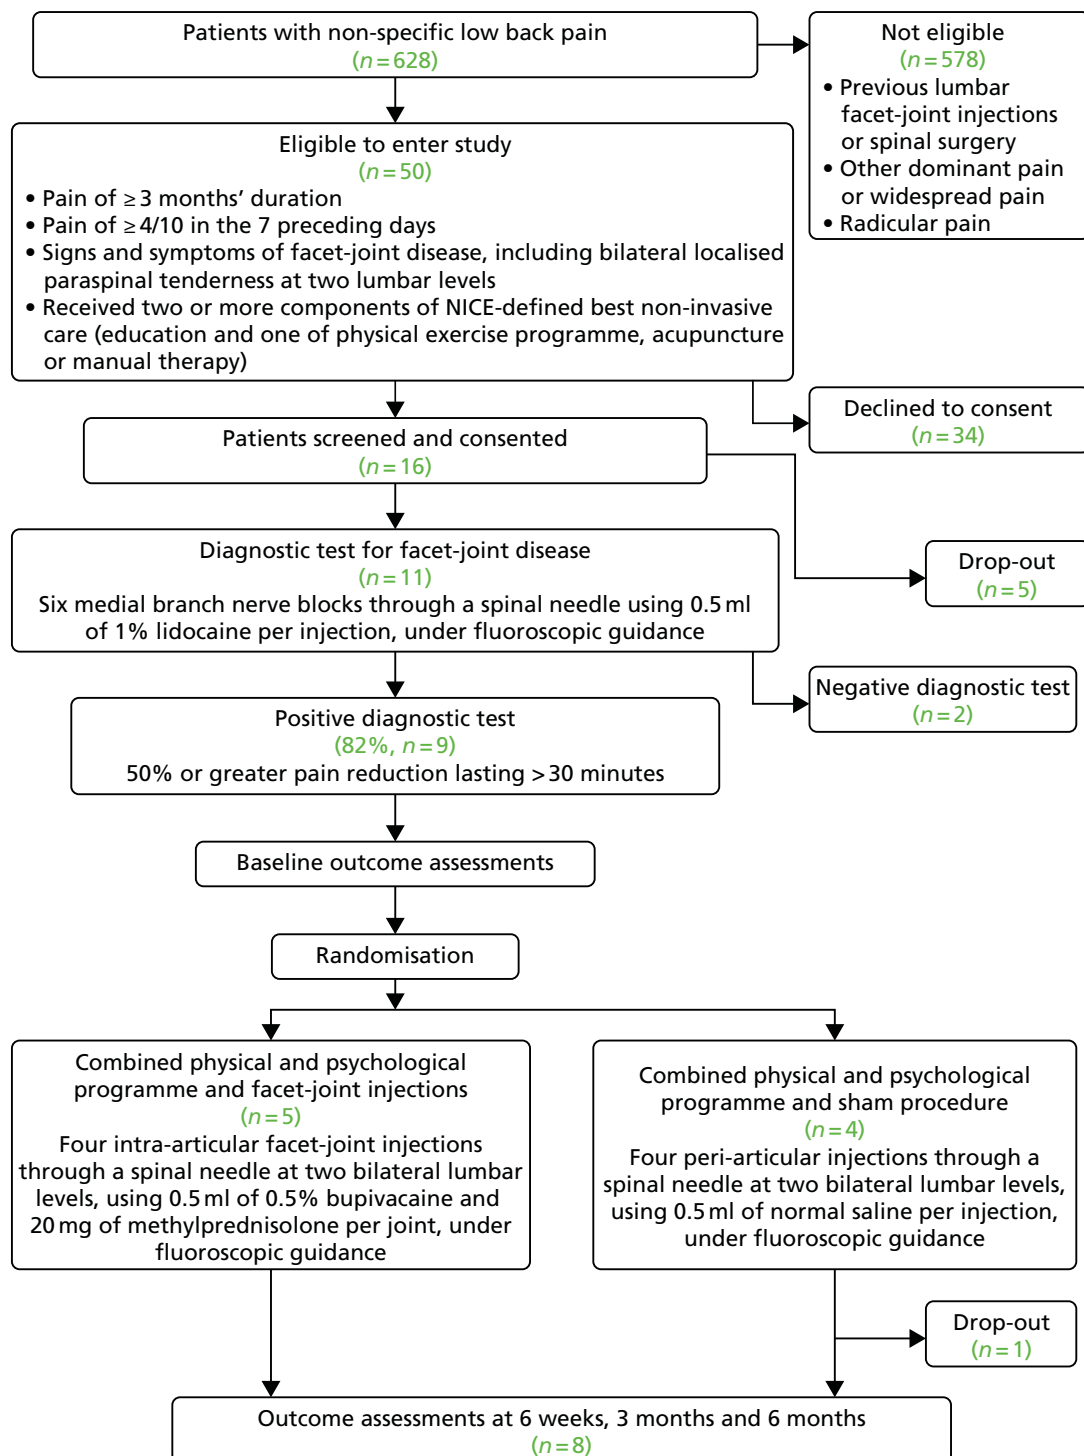 Patients with non-specific low back pain
(n=628)
Not eligible
(n=578)
• Previous lumbar
facet-joint injections
or spinal surgery
• Other dominant pain
or widespread pain
• Radicular pain
Eligible to enter study
(n=50)
• Pain of ≥3 months’ duration
• Pain of ≥4/10 in the 7 preceding days
• Signs and symptoms of facet-joint disease, including bilateral localised
paraspinal tenderness at two lumbar levels
• Received two or more components of NICE-defined best non-invasive
care (education and one of physical exercise programme, acupuncture
or manual therapy)
Declined to consent
(n=34)
Patients screened and consented
(n=16)
Drop-out
(n=5)
Diagnostic test for facet-joint disease
(n=11)
Six medial branch nerve blocks through a spinal needle using 0.5 ml
of 1% lidocaine per injection, under fluoroscopic guidance
Negative diagnostic test
(n=2)
Positive diagnostic test
(82%, n=9)
50% or greater pain reduction lasting >30 minutes
Baseline outcome assessments
Randomisation
Combined physical and psychological
programme and facet-joint injections
(n=5)
Four intra-articular facet-joint injections
through a spinal needle at two bilateral lumbar
levels, using 0.5 ml of 0.5% bupivacaine and
20 mg of methylprednisolone per joint, under
fluoroscopic guidance
Combined physical and psychological
programme and sham procedure
(n=4)
Four peri-articular injections through a
spinal needle at two bilateral lumbar levels,
using 0.5 ml of normal saline per injection,
under fluoroscopic guidance
Drop-out
(n=1)
Outcome assessments at 6 weeks, 3 months and 6 months
(n=8)